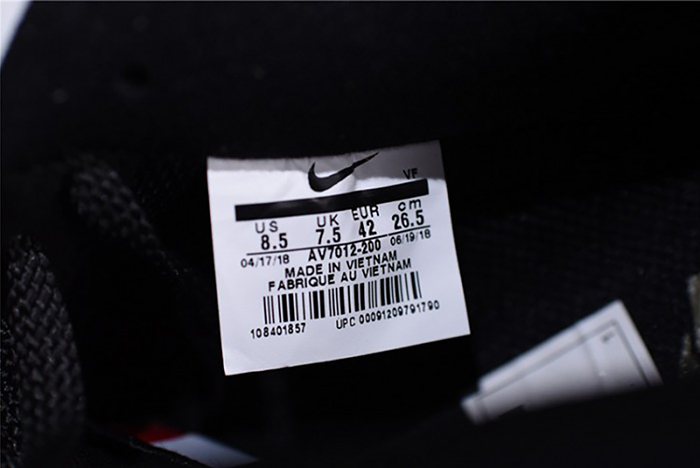 VF
US UK EUR cm
8.5 7.5 42 26.5
04/17/18 AV7012-200 06/19/18
MADE IN VIETNAM
FABRIQUE AU VIETNAM
108401857 UPC 00091209791790